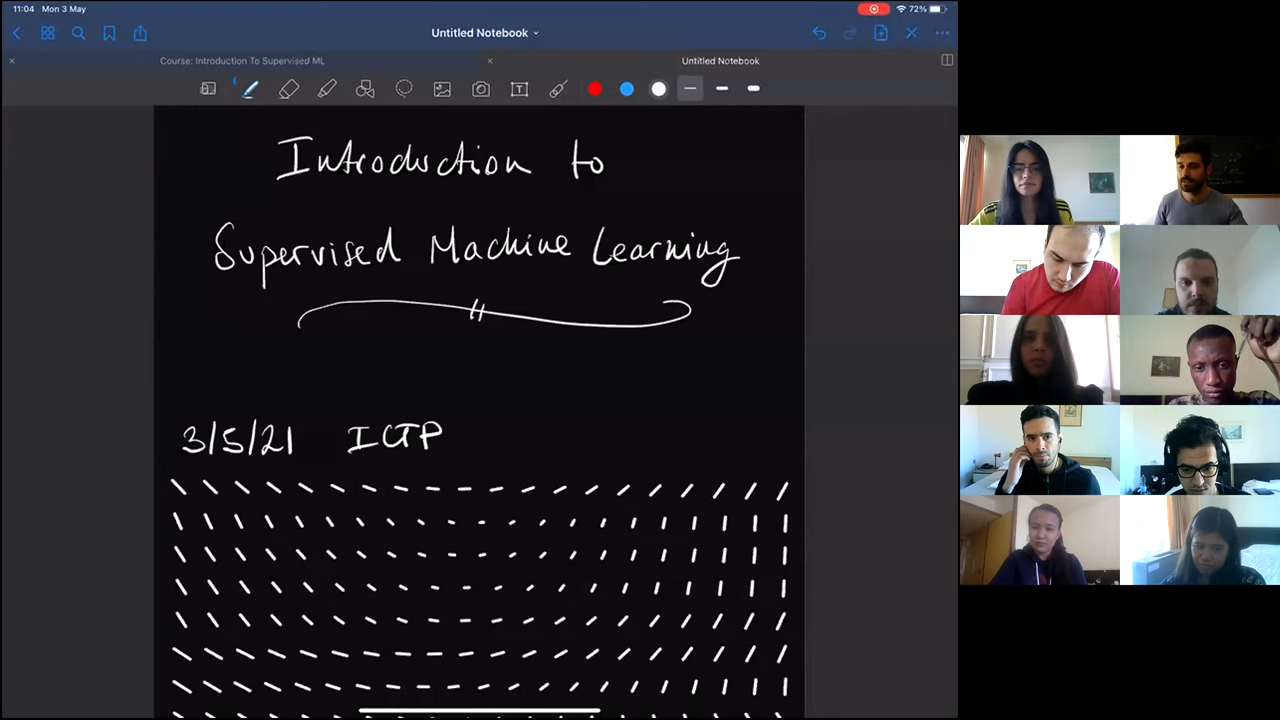 11:04 Mon 3 May
72%
Untitled Notebook
Course: Introduction To Supervised ML
Untitled Notebook
T
Introduction to
Supervised Machine Learning
3/5/21 ICTP